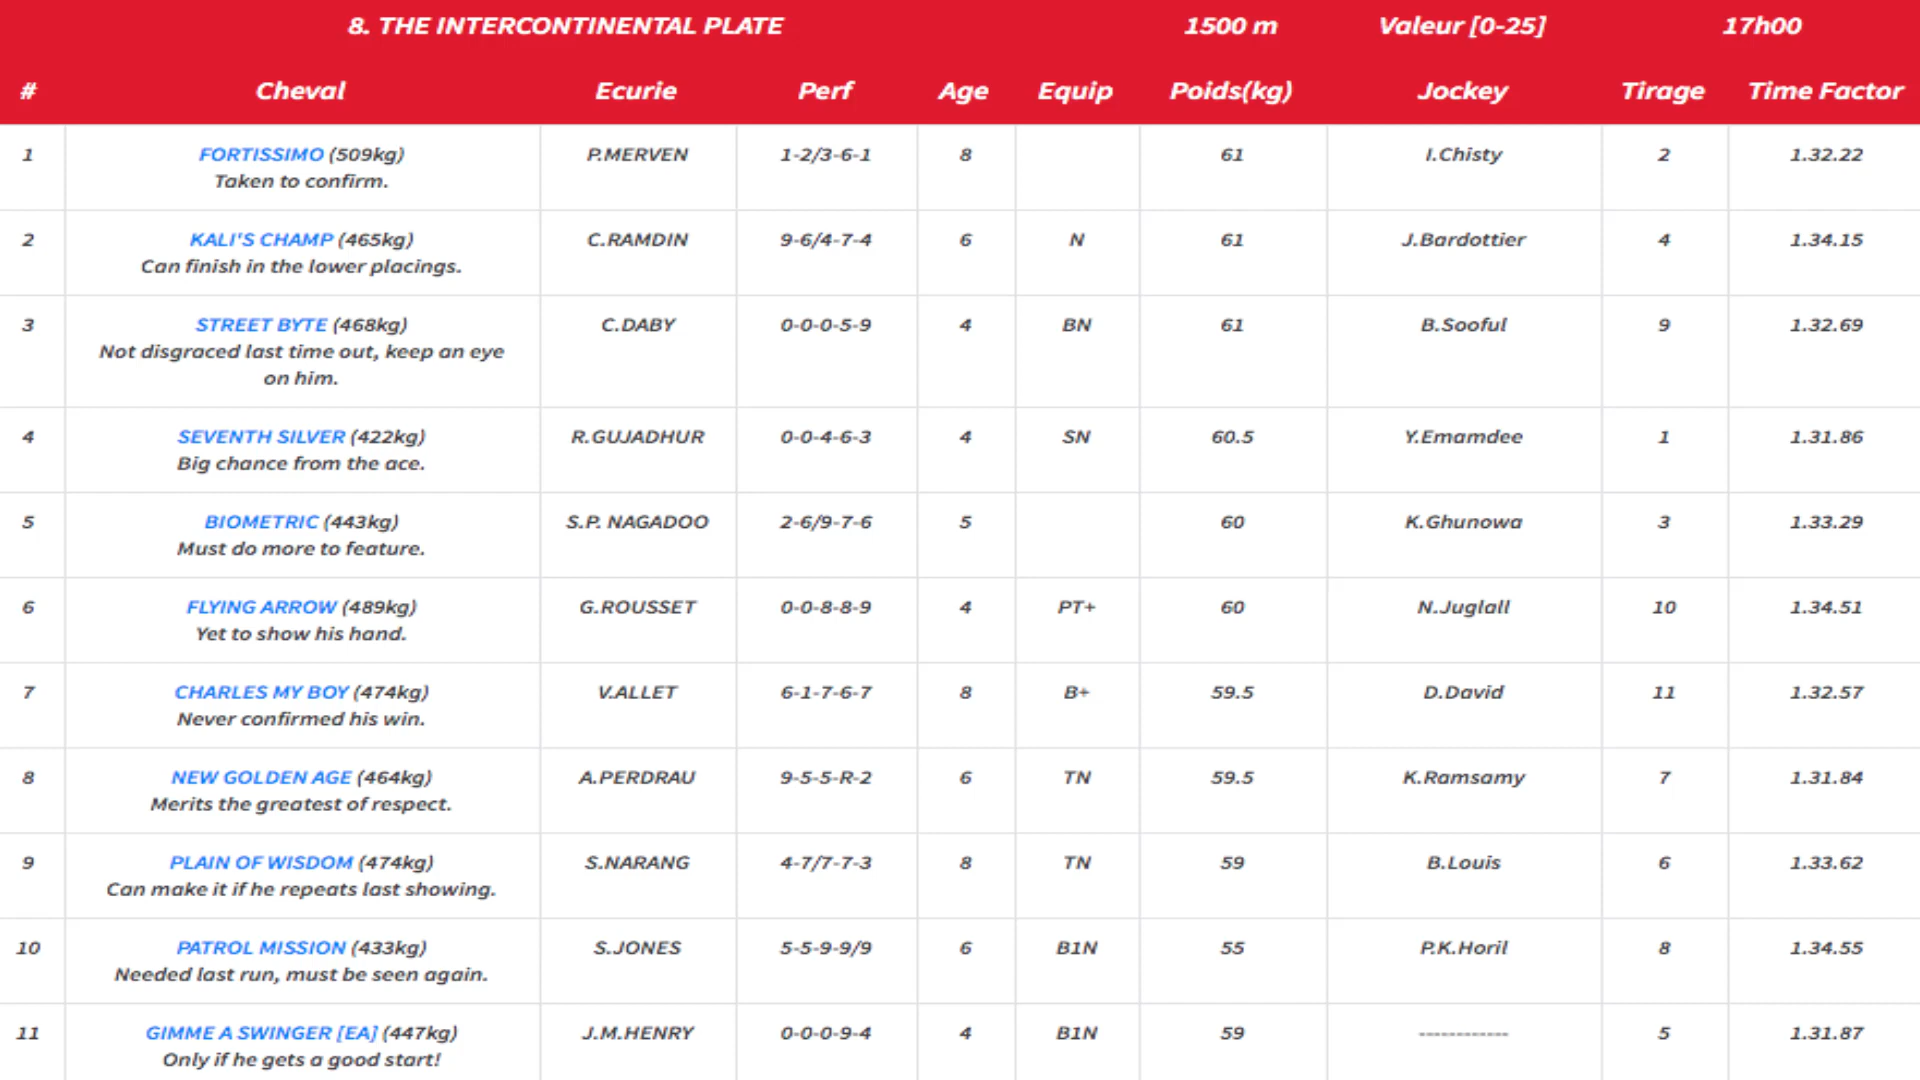 8. THE INTERCONTINENTAL PLATE 1500 m Valeur [0-25] 17h00
# Cheval Ecurie Perf Age Equip Poids(kg) Jockey Tirage Time Factor
1 FORTISSIMO (509kg) P.MERVEN 1-2/3-6-1 8 61 I.Chisty 2 1.32.22
Taken to confirm.
2 KALI'S CHAMP (465kg) C.RAMDIN 9-6/4-7-4 6 N 61 J.Bardottier 4 1.34.15
Can finish in the lower placings.
3 STREET BYTE (468kg) C.DABY 0-0-0-5-9 4 BN 61 B.Sooful 9 1.32.69
Not disgraced last time out, keep an eye
on him.
4 SEVENTH SILVER (422kg) R.GUJADHUR 0-0-4-6-3 4 SN 60.5 Y.Emamdee 1 1.31.86
Big chance from the ace.
5 BIOMETRIC (443kg) S.P. NAGADOO 2-6/9-7-6 5 60 K.Ghunowa 3 1.33.29
Must do more to feature.
6 FLYING ARROW (489kg) G.ROUSSET 0-0-8-8-9 4 PT+ 60 N.Juglall 10 1.34.51
Yet to show his hand.
7 CHARLES MY BOY (474kg) V.ALLET 6-1-7-6-7 8 B+ 59.5 D.David 11 1.32.57
Never confirmed his win.
8 NEW GOLDEN AGE (464kg) A.PERDRAU 9-5-5-R-2 6 TN 59.5 K.Ramsamy 7 1.31.84
Merits the greatest of respect.
9 PLAIN OF WISDOM (474kg) S.NARANG 4-7/7-7-3 8 TN 59 B.Louis 6 1.33.62
Can make it if he repeats last showing.
10 PATROL MISSION (433kg) S.JONES 5-5-9-9/9 6 B1N 55 P.K.Horil 8 1.34.55
Needed last run, must be seen again.
11 GIMME A SWINGER [EA] (447kg) J.M.HENRY 0-0-0-9-4 4 B1N 59 ------------ 5 1.31.87
Only if he gets a good start!